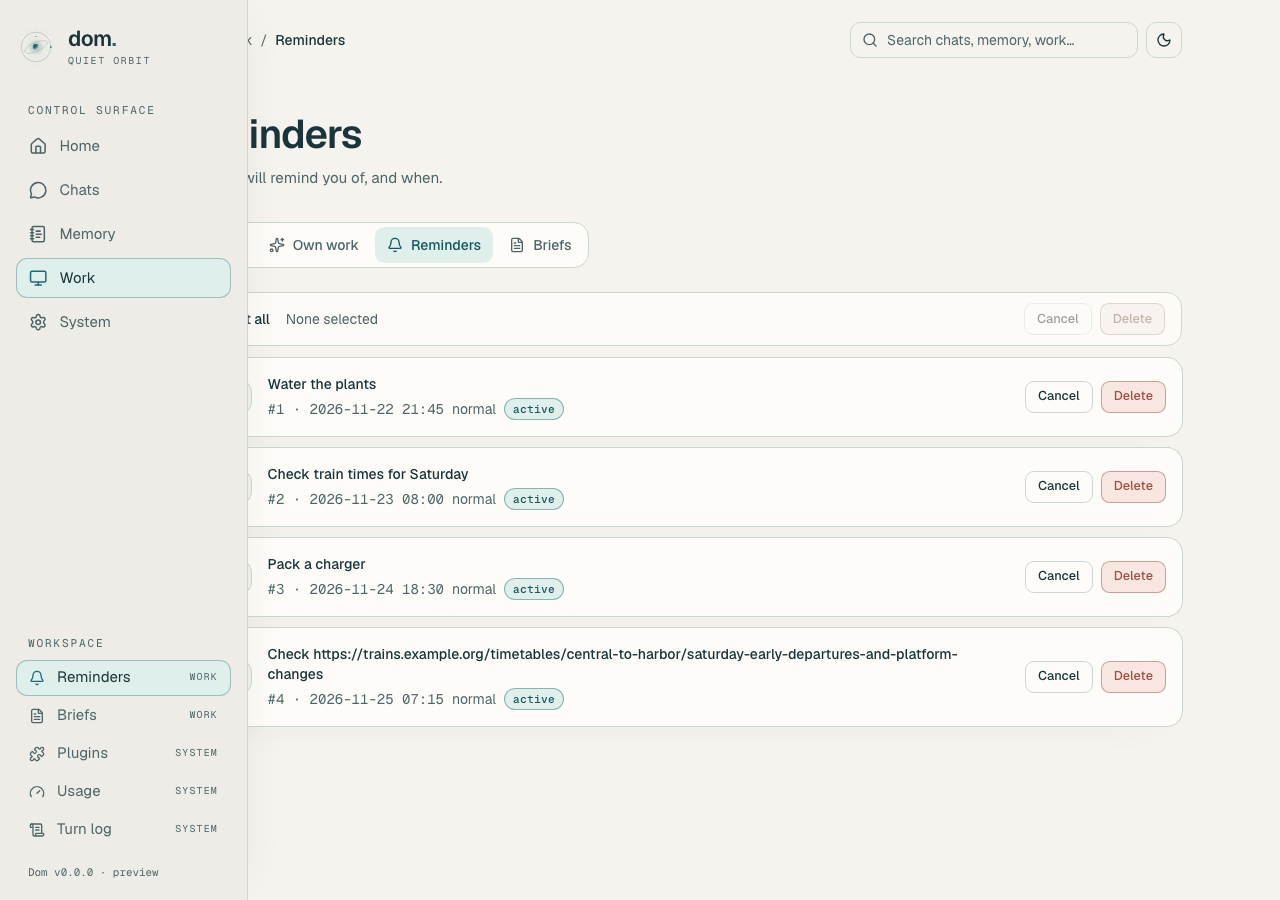 dom.
QUIET ORBIT
CONTROL SURFACE
Home
Chats
Memory
Work
System
WORKSPACE
Reminders WORK
Briefs WORK
Plugins SYSTEM
Usage SYSTEM
Turn log SYSTEM
Dom v0.0.0 · preview
/ Reminders
Search chats, memory, work…
inders
will remind you of, and when.
Own work
Reminders
Briefs
all None selected Cancel Delete
Water the plants
#1 · 2026-11-22 21:45 normal active
Cancel Delete
Check train times for Saturday
#2 · 2026-11-23 08:00 normal active
Cancel Delete
Pack a charger
#3 · 2026-11-24 18:30 normal active
Cancel Delete
Check https://trains.example.org/timetables/central-to-harbor/saturday-early-departures-and-platform-
changes
#4 · 2026-11-25 07:15 normal active
Cancel Delete